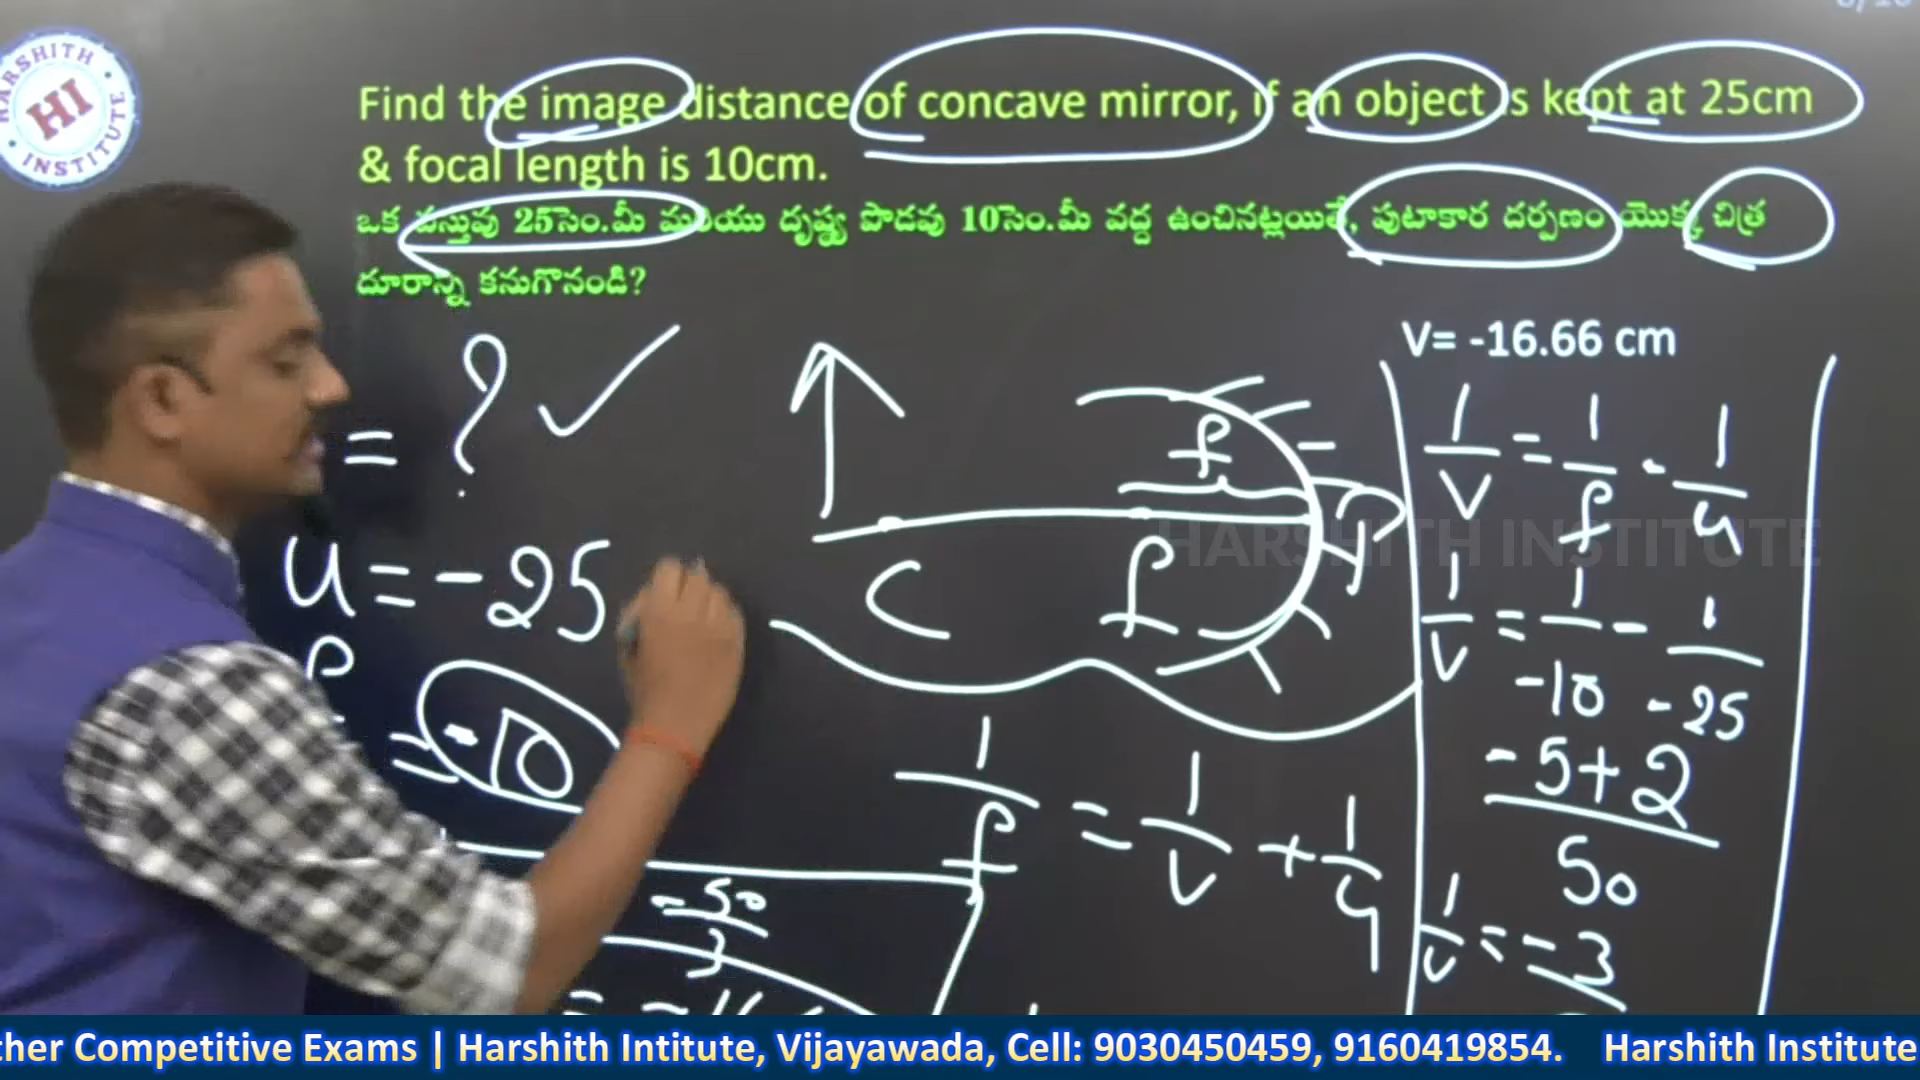 HARSHITH
HI
INSTITUTE
Find the image distance of concave mirror, if an object is kept at 25cm
& focal length is 10cm.
ఒక వస్తువు 25సెం.మీ మరియు దృష్ట్య పొడవు 10సెం.మీ వద్ద ఉంచినట్లయితే, పుటాకార దర్పణం యొక్క చిత్ర
దూరాన్ని కనుగొనండి?
V= -16.66 cm
= ?
u = -25
f
= -10
f
C f
1/f = 1/v + 1/u
1/v = 1/f - 1/u
1/v = 1/-10 - 1/-25
-5+2
50
1/v = -3
-50
3
HARSHITH INSTITUTE
ther Competitive Exams | Harshith Intitute, Vijayawada, Cell: 9030450459, 9160419854. Harshith Institute